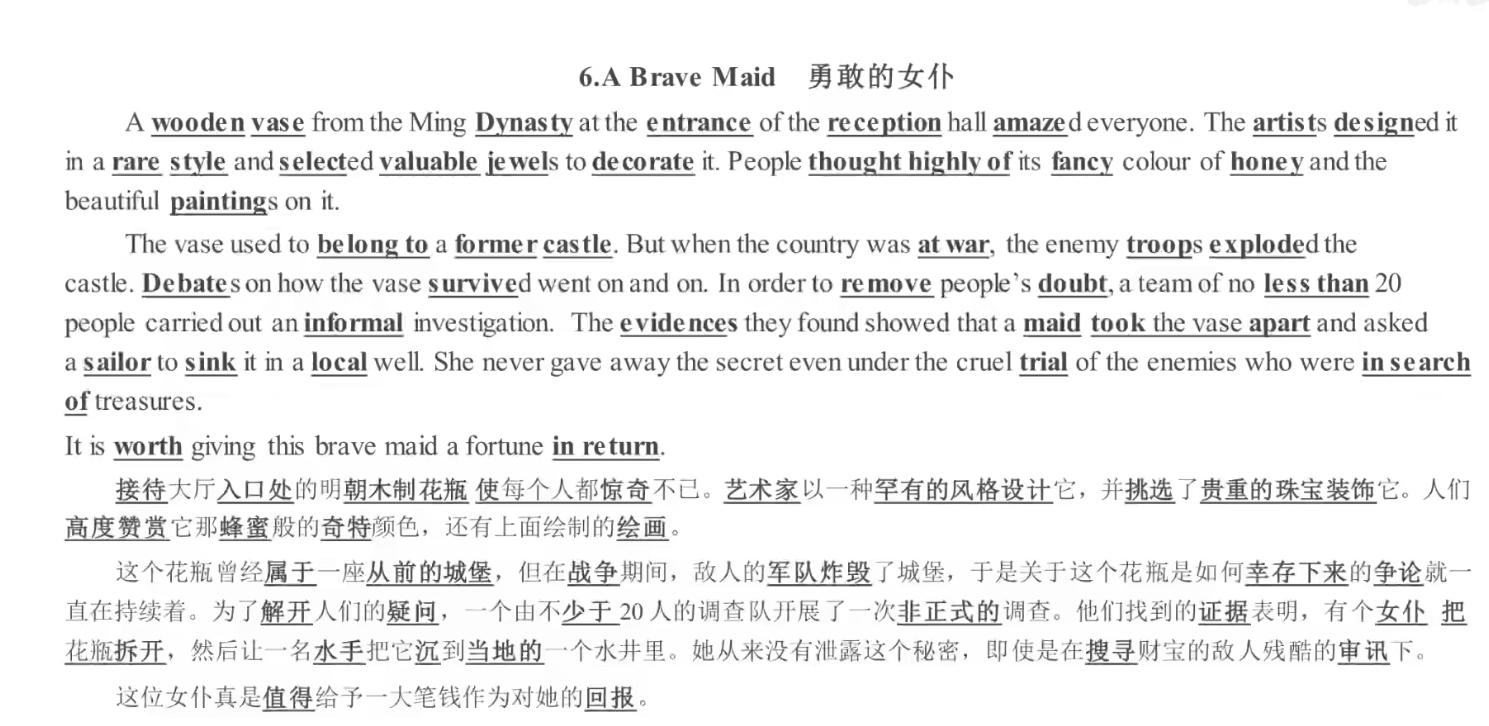 6.A Brave Maid 勇敢的女仆
A wooden vase from the Ming Dynasty at the entrance of the reception hall amazed everyone. The artists designed it
in a rare style and selected valuable jewels to decorate it. People thought highly of its fancy colour of honey and the
beautiful paintings on it.
The vase used to belong to a former castle. But when the country was at war, the enemy troops exploded the
castle. Debates on how the vase survived went on and on. In order to remove people's doubt, a team of no less than 20
people carried out an informal investigation. The evidences they found showed that a maid took the vase apart and asked
a sailor to sink it in a local well. She never gave away the secret even under the cruel trial of the enemies who were in search
of treasures.
It is worth giving this brave maid a fortune in return.
接待大厅入口处的明朝木制花瓶 使每个人都惊奇不已。艺术家以一种罕有的风格设计它，并挑选了贵重的珠宝装饰它。人们
高度赞赏它那蜂蜜般的奇特颜色，还有上面绘制的绘画。
这个花瓶曾经属于一座从前的城堡，但在战争期间，敌人的军队炸毁了城堡，于是关于这个花瓶是如何幸存下来的争论就一
直在持续着。为了解开人们的疑问，一个由不少于 20 人的调查队开展了一次非正式的调查。他们找到的证据表明，有个女仆 把
花瓶拆开，然后让一名水手把它沉到当地的一个水井里。她从来没有泄露这个秘密，即使是在搜寻财宝的敌人残酷的审讯下。
这位女仆真是值得给予一大笔钱作为对她的回报。